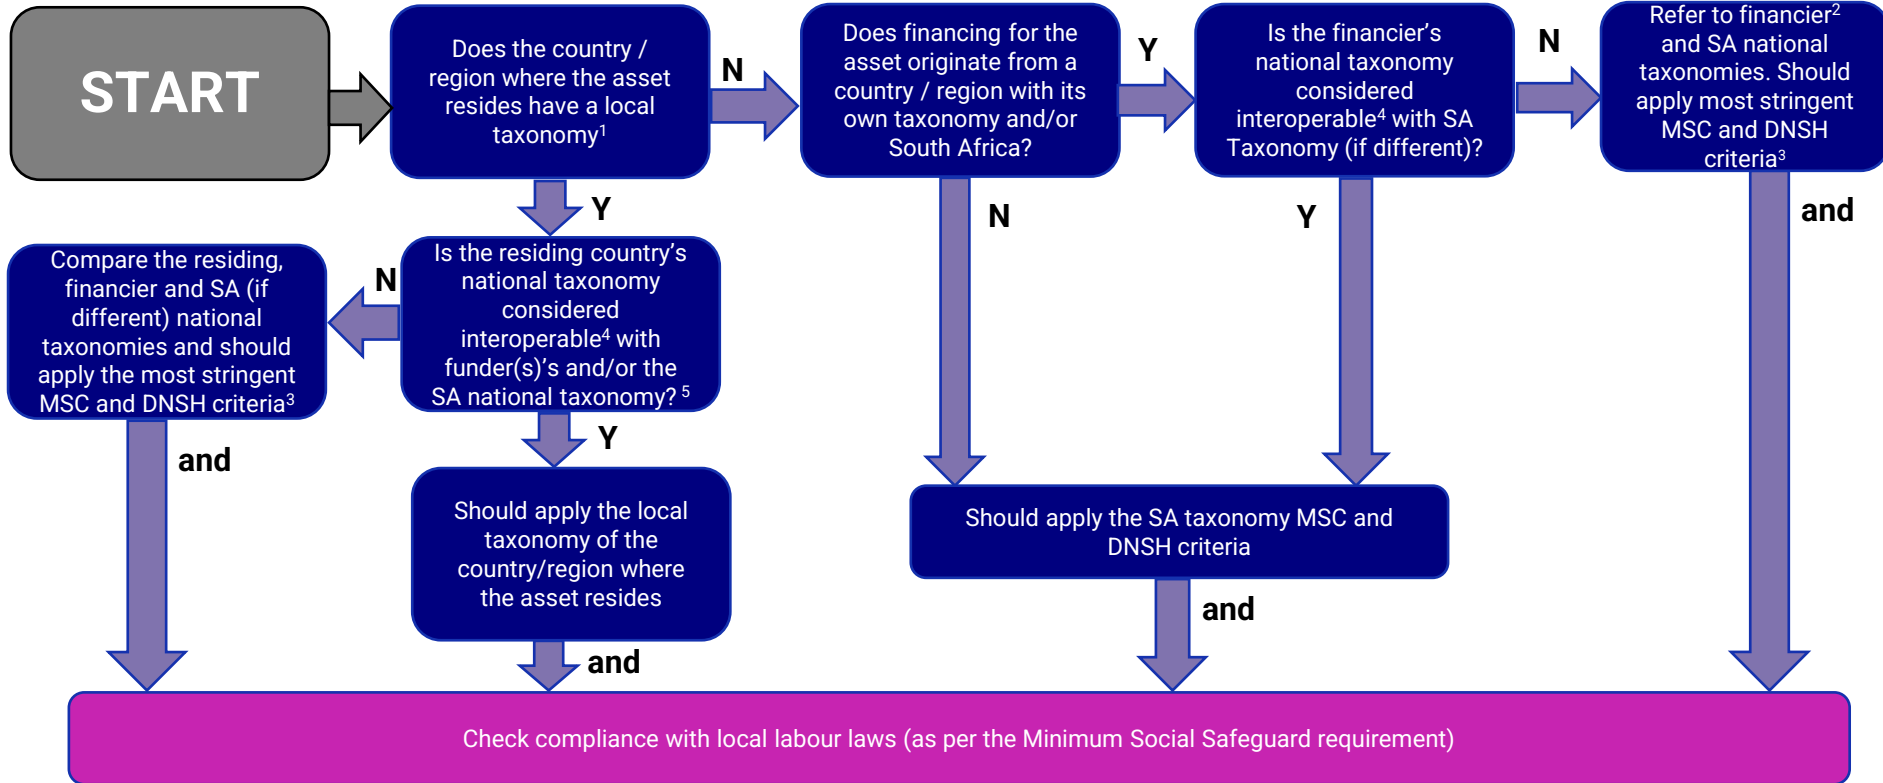 START
Does the country /
region where the asset
resides have a local
taxonomy¹
N
Does financing for the
asset originate from a
country / region with its
own taxonomy and/or
South Africa?
Y
Is the financier’s
national taxonomy
considered
interoperable⁴ with SA
Taxonomy (if different)?
N
Refer to financier²
and SA national
taxonomies. Should
apply most stringent
MSC and DNSH
criteria³
Y
N
Y
and
Compare the residing,
financier and SA (if
different) national
taxonomies and should
apply the most stringent
MSC and DNSH criteria³
N
Is the residing country’s
national taxonomy
considered
interoperable⁴ with
funder(s)’s and/or the
SA national taxonomy? ⁵
and
Y
Should apply the local
taxonomy of the
country/region where
the asset resides
Should apply the SA taxonomy MSC and
DNSH criteria
and
and
Check compliance with local labour laws (as per the Minimum Social Safeguard requirement)